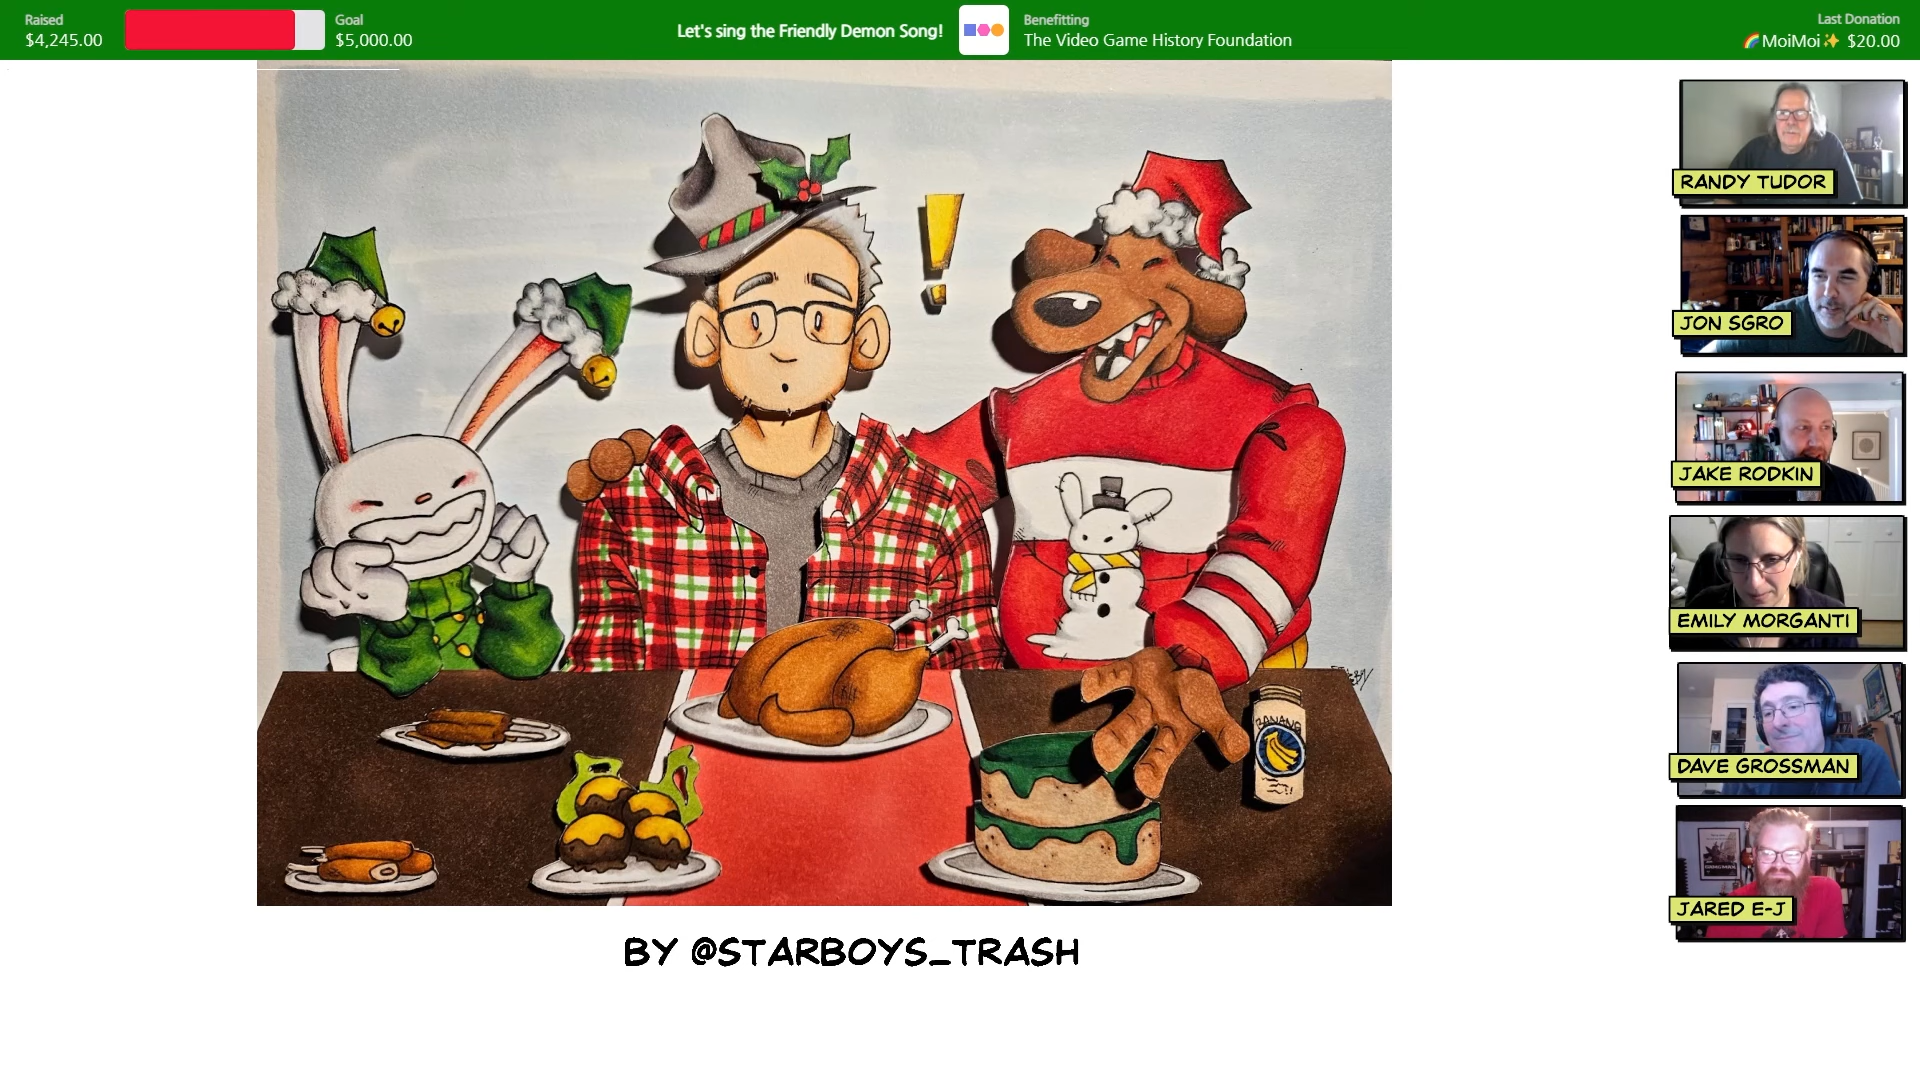 Raised
$4,245.00
Goal
$5,000.00
Let's sing the Friendly Demon Song!
Benefitting
The Video Game History Foundation
Last Donation
🌈MoiMoi✨ $20.00
RANDY TUDOR
JON SGRO
JAKE RODKIN
EMILY MORGANTI
DAVE GROSSMAN
JARED E-J
!
BANANG
BY @STARBOYS_TRASH